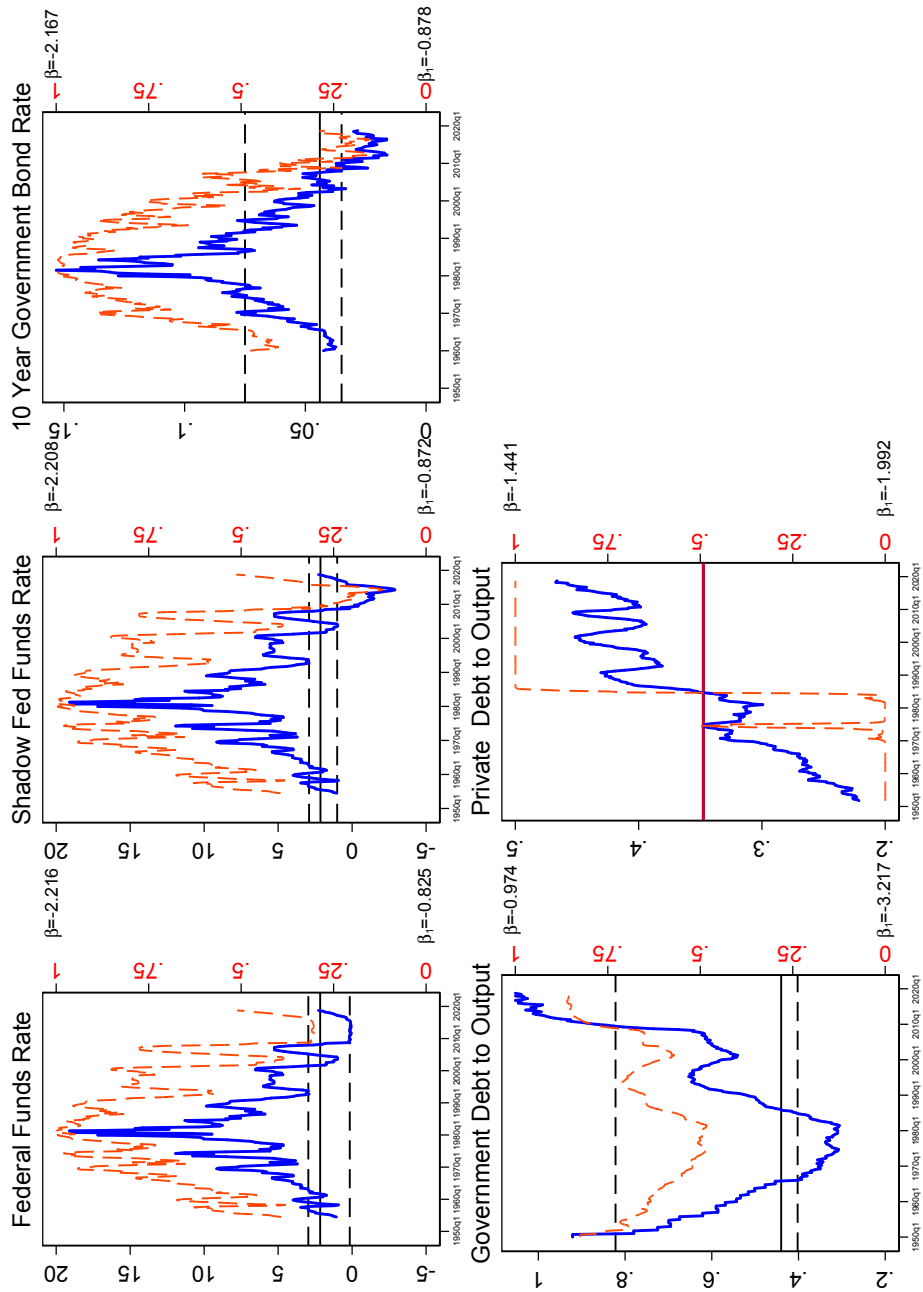 Federal Funds Rate
β=-2.216
20
15
10
5
0
-5
1
.75
.5
.25
0
1950q1 1960q1 1970q1 1980q1 1990q1 2000q1 2010q1 2020q1
β₁=-0.825
Shadow Fed Funds Rate
β=-2.208
20
15
10
5
0
-5
1
.75
.5
.25
0
1950q1 1960q1 1970q1 1980q1 1990q1 2000q1 2010q1 2020q1
β₁=-0.872
10 Year Government Bond Rate
β=-2.167
.15
.1
.05
0
1
.75
.5
.25
0
1950q1 1960q1 1970q1 1980q1 1990q1 2000q1 2010q1 2020q1
β₁=-0.878
Government Debt to Output
β=-0.974
1
.8
.6
.4
.2
1
.75
.5
.25
0
1950q1 1960q1 1970q1 1980q1 1990q1 2000q1 2010q1 2020q1
β₁=-3.217
Private Debt to Output
β=-1.441
.5
.4
.3
.2
1
.75
.5
.25
0
1950q1 1960q1 1970q1 1980q1 1990q1 2000q1 2010q1 2020q1
β₁=-1.992